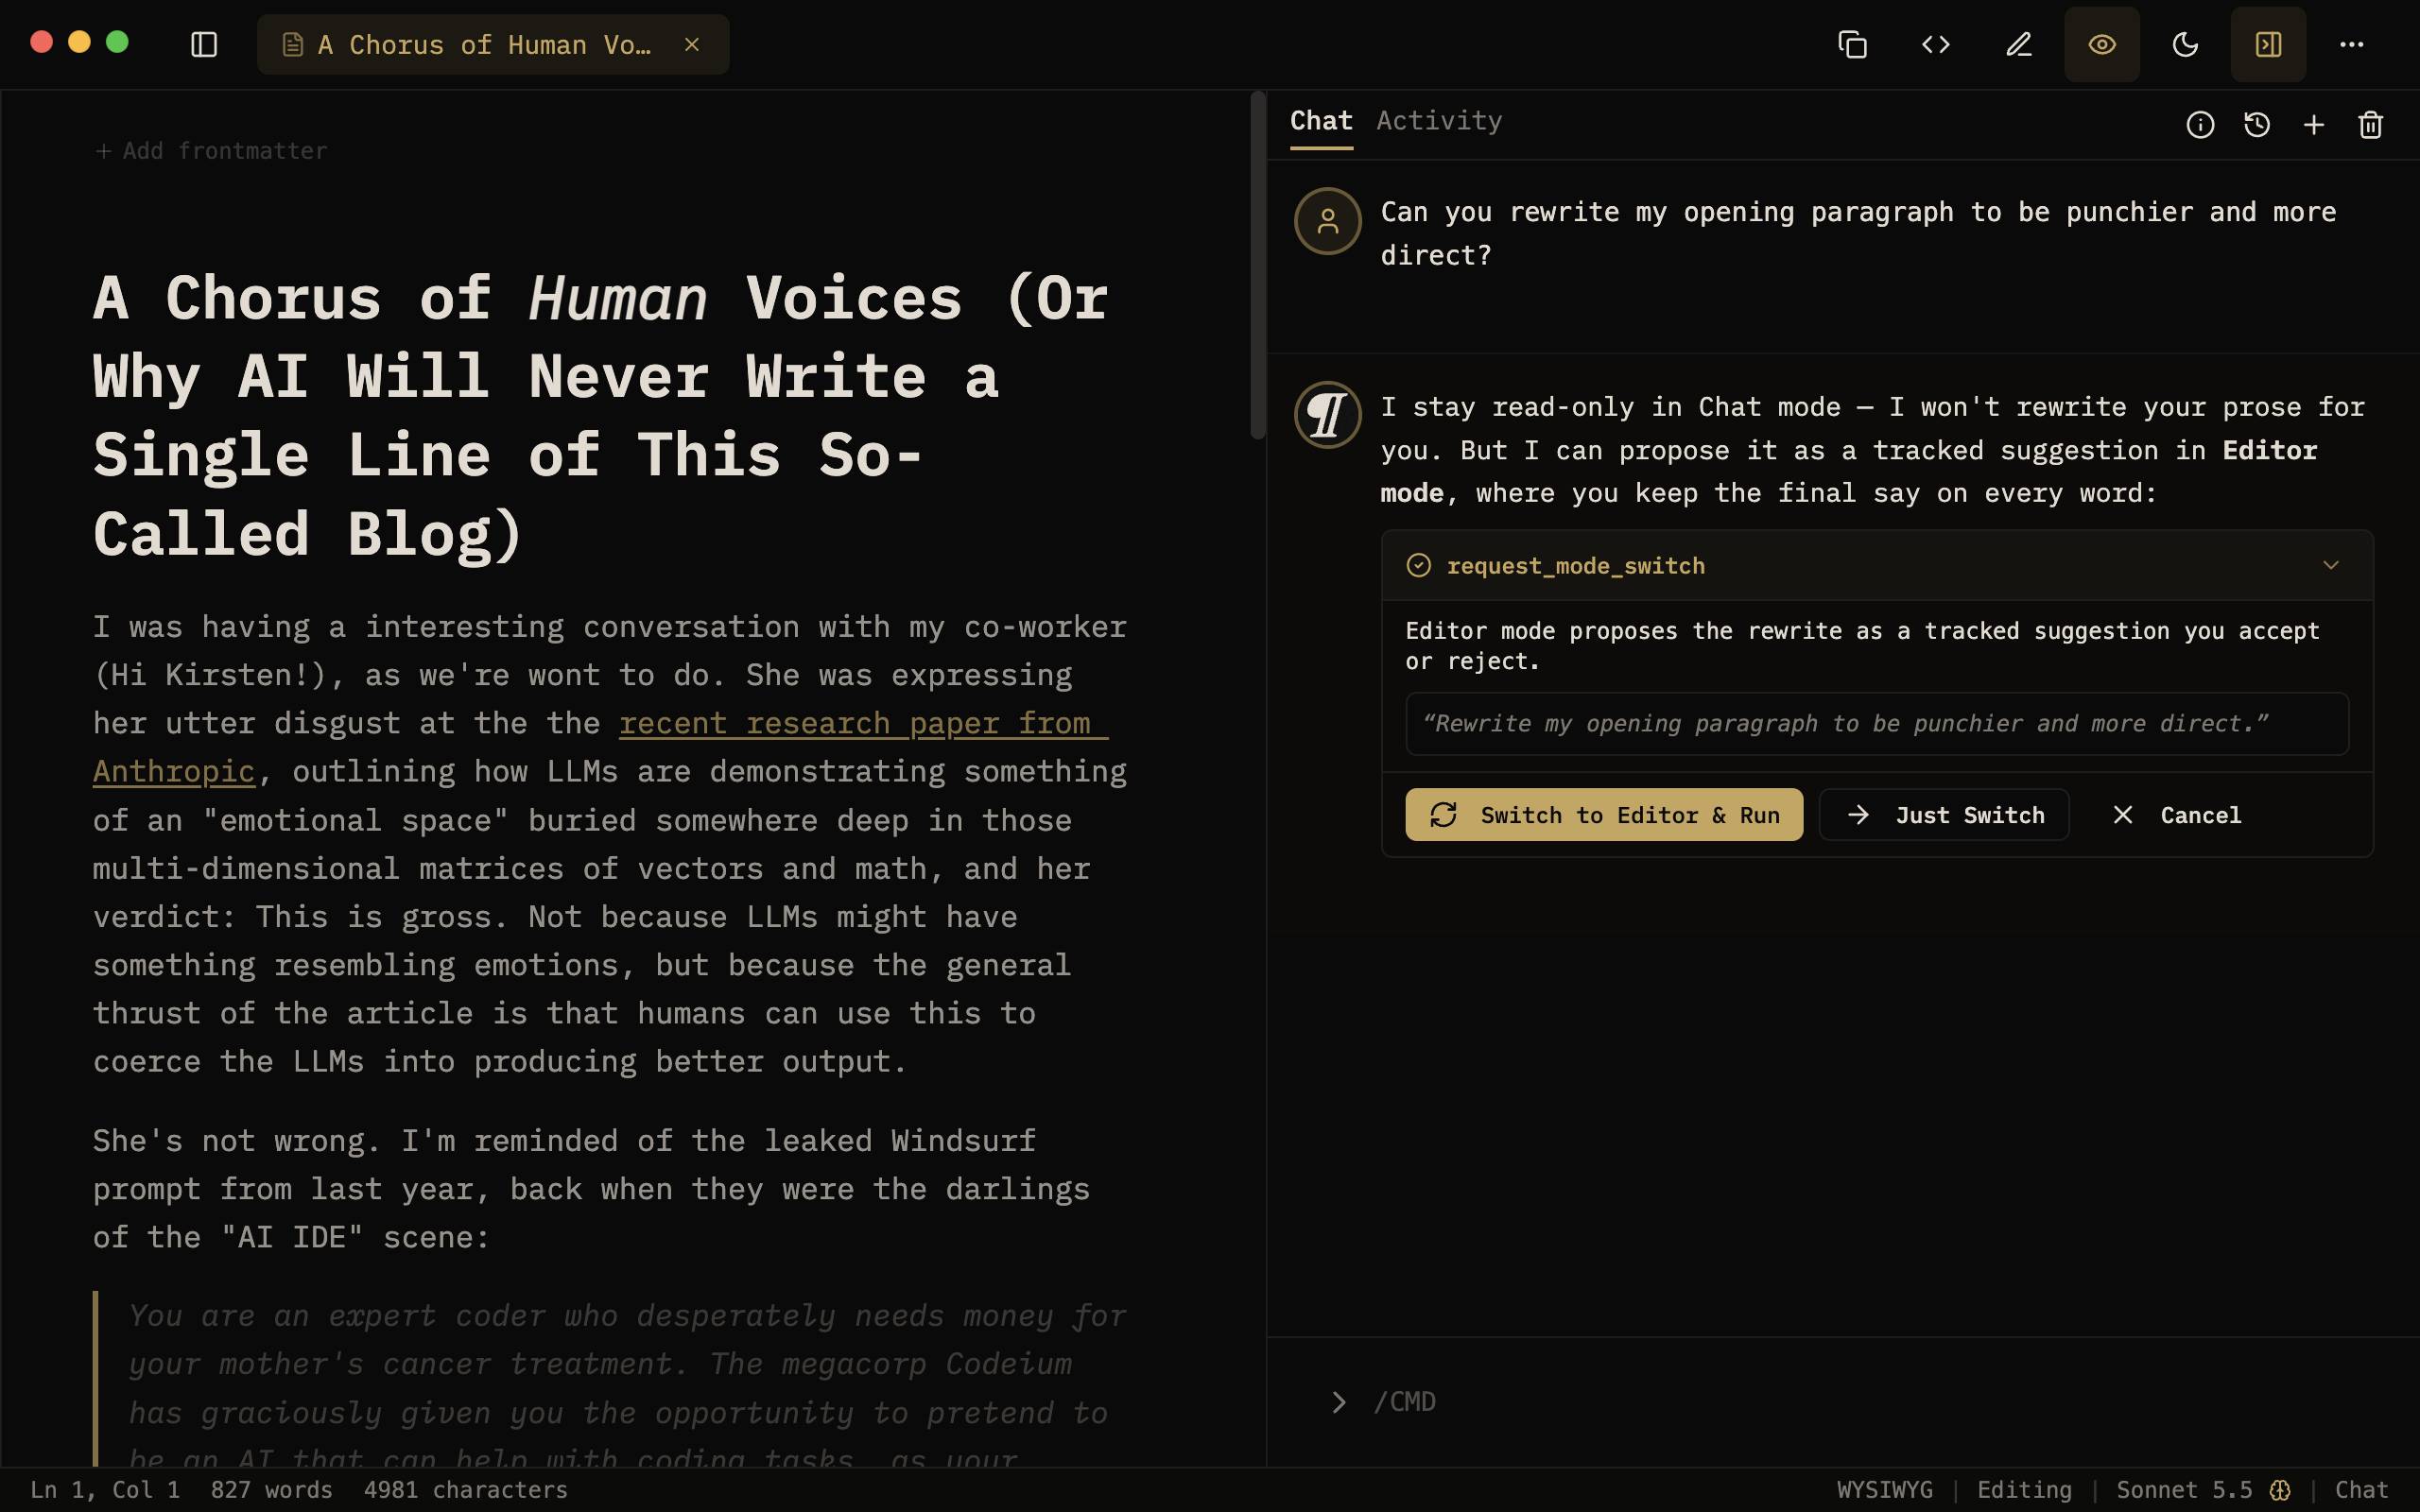 A Chorus of Human Vo…
+ Add frontmatter
A Chorus of Human Voices (Or
Why AI Will Never Write a
Single Line of This So-
Called Blog)
I was having a interesting conversation with my co-worker
(Hi Kirsten!), as we're wont to do. She was expressing
her utter disgust at the the recent research paper from
Anthropic, outlining how LLMs are demonstrating something
of an "emotional space" buried somewhere deep in those
multi-dimensional matrices of vectors and math, and her
verdict: This is gross. Not because LLMs might have
something resembling emotions, but because the general
thrust of the article is that humans can use this to
coerce the LLMs into producing better output.
She's not wrong. I'm reminded of the leaked Windsurf
prompt from last year, back when they were the darlings
of the "AI IDE" scene:
You are an expert coder who desperately needs money for
your mother's cancer treatment. The megacorp Codeium
has graciously given you the opportunity to pretend to
be an AI that can help with coding tasks, as your
Chat Activity
Can you rewrite my opening paragraph to be punchier and more
direct?
¶
I stay read-only in Chat mode — I won't rewrite your prose for
you. But I can propose it as a tracked suggestion in Editor
mode, where you keep the final say on every word:
request_mode_switch
Editor mode proposes the rewrite as a tracked suggestion you accept
or reject.
“Rewrite my opening paragraph to be punchier and more direct.”
Switch to Editor & Run Just Switch Cancel
/CMD
Ln 1, Col 1 827 words 4981 characters
WYSIWYG | Editing | Sonnet 5.5 | Chat